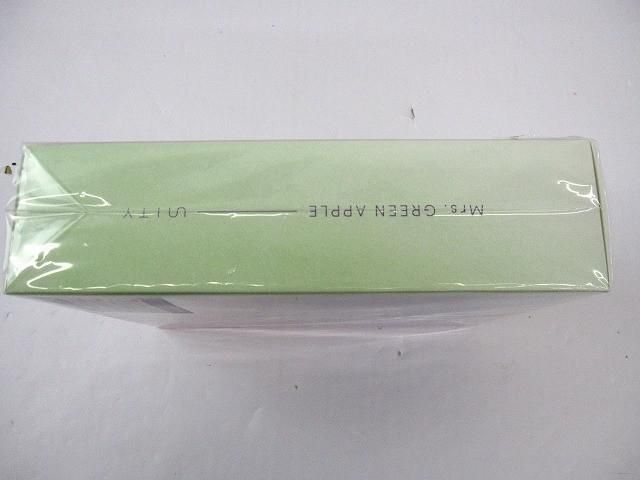 Mrs. GREEN APPLE — UNITY